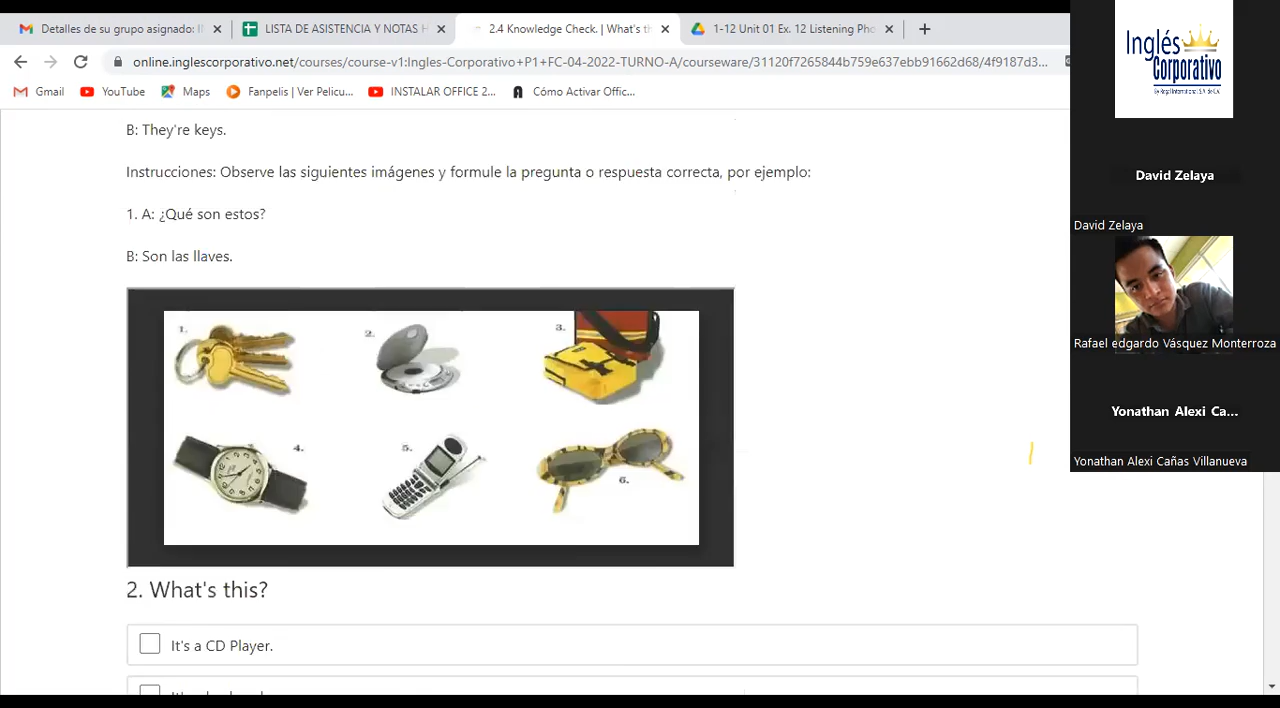 Detalles de su grupo asignado: I
LISTA DE ASISTENCIA Y NOTAS H
2.4 Knowledge Check. | What's th
1-12 Unit 01 Ex. 12 Listening Pho
online.inglescorporativo.net/courses/course-v1:Ingles-Corporativo+P1+FC-04-2022-TURNO-A/courseware/31120f7265844b759e637ebb91662d68/4f9187d3...
Gmail
YouTube
Maps
Fanpelis | Ver Pelicu...
INSTALAR OFFICE 2...
Cómo Activar Offic...
B: They're keys.
Instrucciones: Observe las siguientes imágenes y formule la pregunta o respuesta correcta, por ejemplo:
1. A: ¿Qué son estos?
B: Son las llaves.
1.
2.
3.
4.
5.
6.
2. What's this?
It's a CD Player.
Inglés
Corporativo
David Zelaya
David Zelaya
Rafael edgardo Vásquez Monterroza
Yonathan Alexi Ca...
Yonathan Alexi Cañas Villanueva